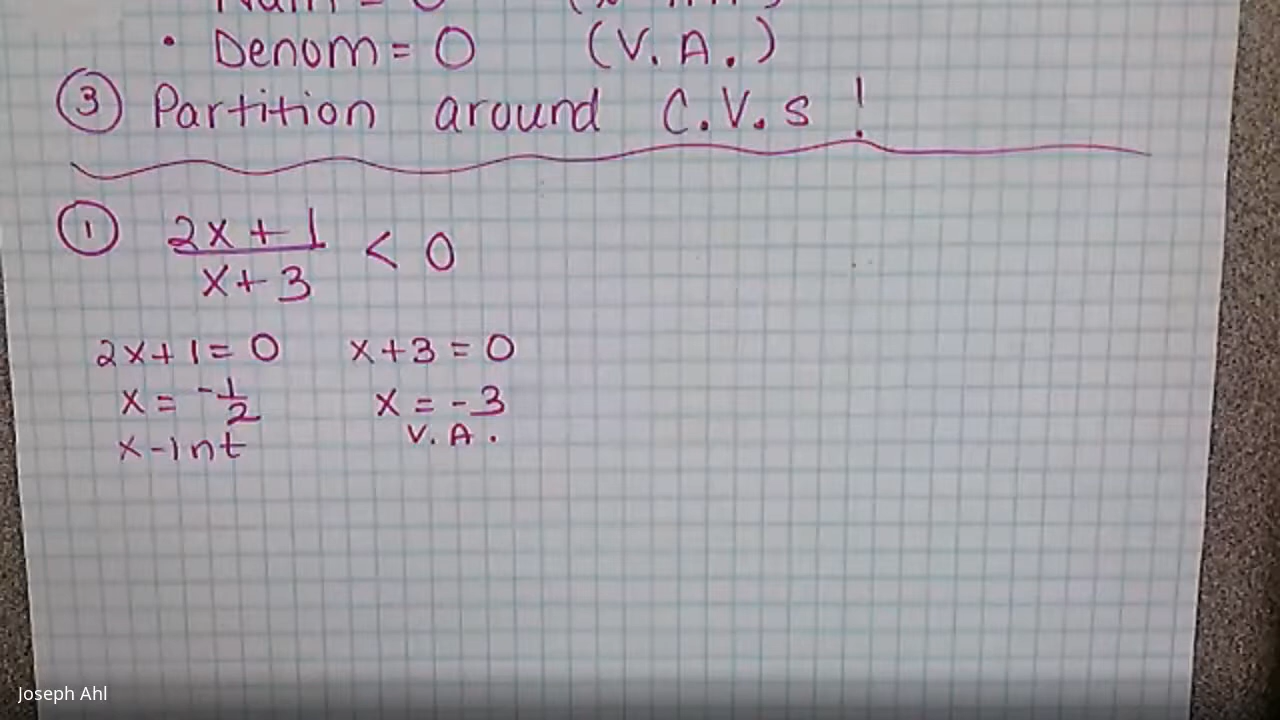 • Denom = 0 (V. A.)
③ Partition around C.V.s !
① 2x + 1 / x + 3 < 0
2x + 1 = 0 x + 3 = 0
x = -1/2 x = -3
x-int V. A.
Joseph Ahl